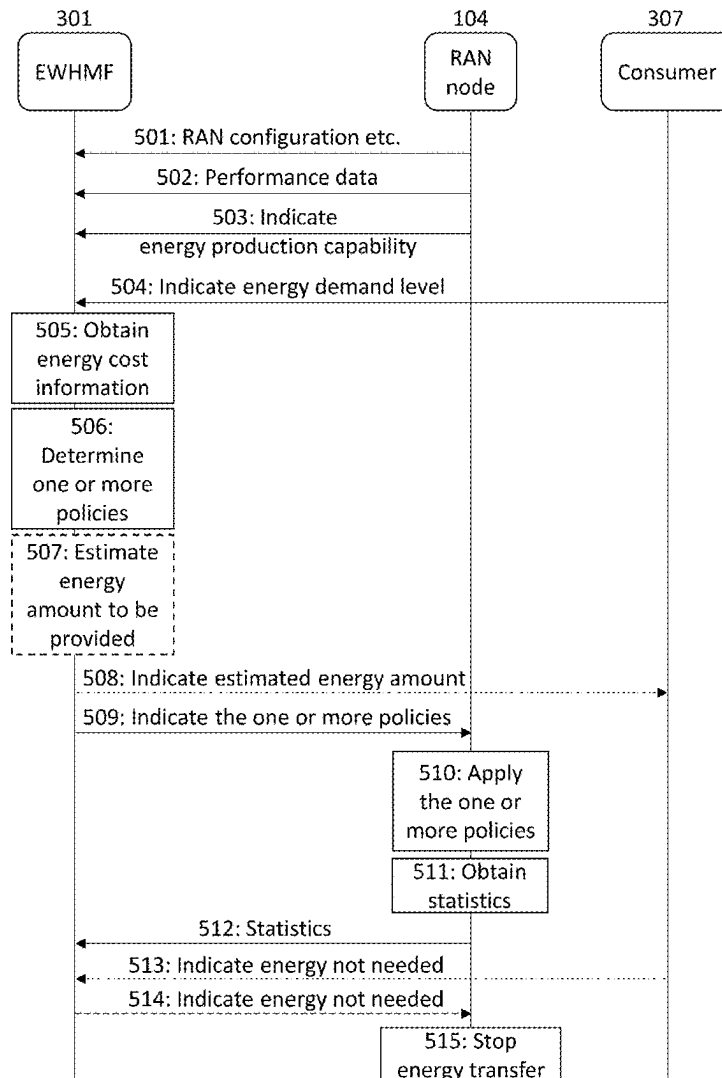 301
104
307
EWHMF
RAN
node
Consumer
501: RAN configuration etc.
502: Performance data
503: Indicate
energy production capability
504: Indicate energy demand level
505: Obtain
energy cost
information
506:
Determine
one or more
policies
507: Estimate
energy
amount to be
provided
508: Indicate estimated energy amount
509: Indicate the one or more policies
510: Apply
the one or
more policies
511: Obtain
statistics
512: Statistics
513: Indicate energy not needed
514: Indicate energy not needed
515: Stop
energy transfer